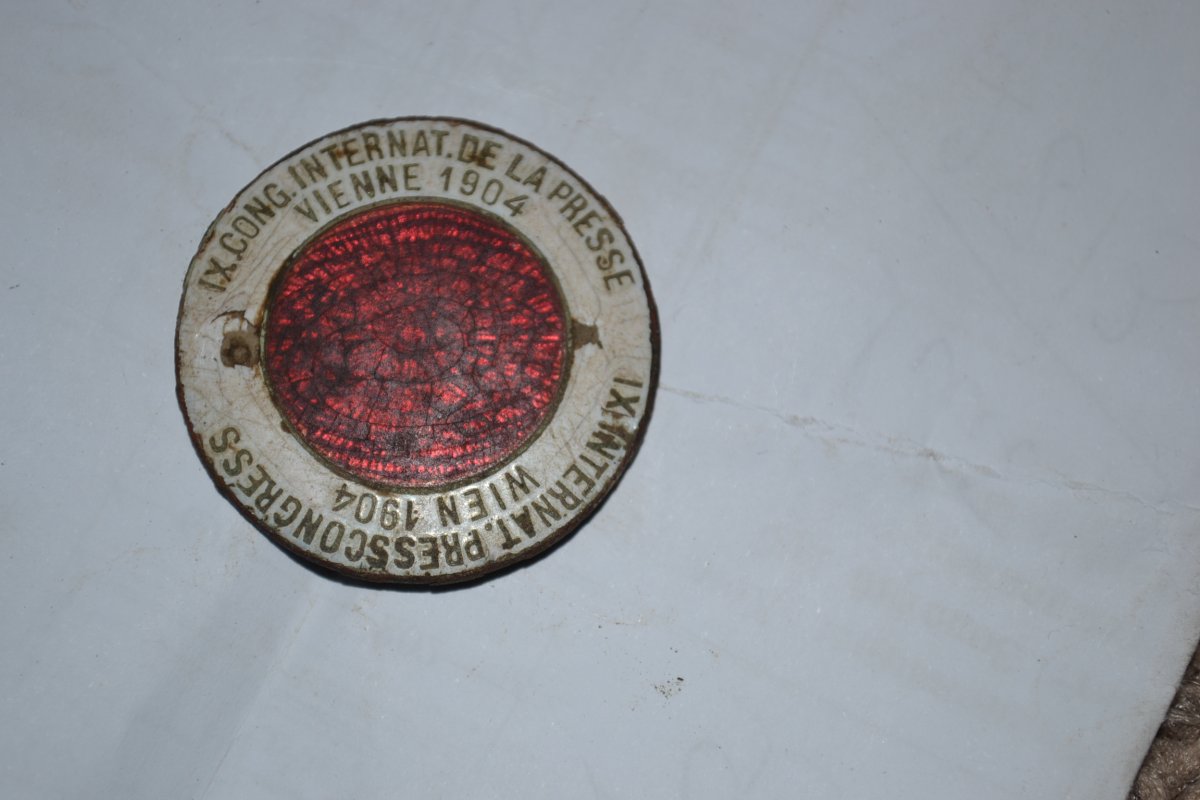 IX. CONG. INTERNAT. DE LA PRESSE
VIENNE 1904
IX. INTERNAT. PRESSCONGRESS
WIEN 1904